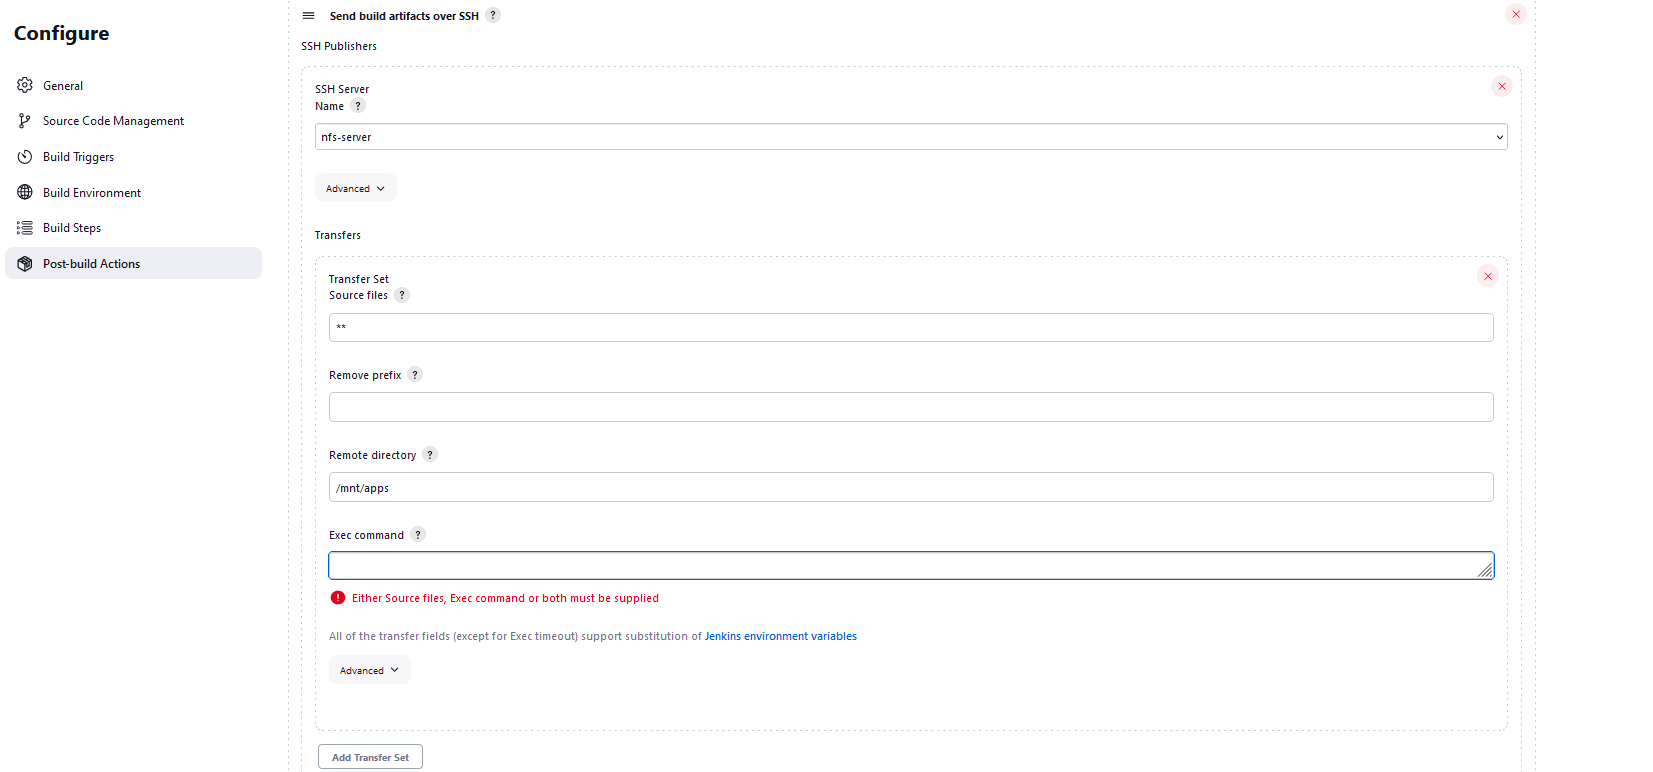 Configure
General
Source Code Management
Build Triggers
Build Environment
Build Steps
Post-build Actions
Send build artifacts over SSH ?
SSH Publishers
SSH Server
Name ?
nfs-server
Advanced
Transfers
Transfer Set
Source files ?
**
Remove prefix ?
Remote directory ?
/mnt/apps
Exec command ?
Either Source files, Exec command or both must be supplied
All of the transfer fields (except for Exec timeout) support substitution of Jenkins environment variables
Advanced
Add Transfer Set